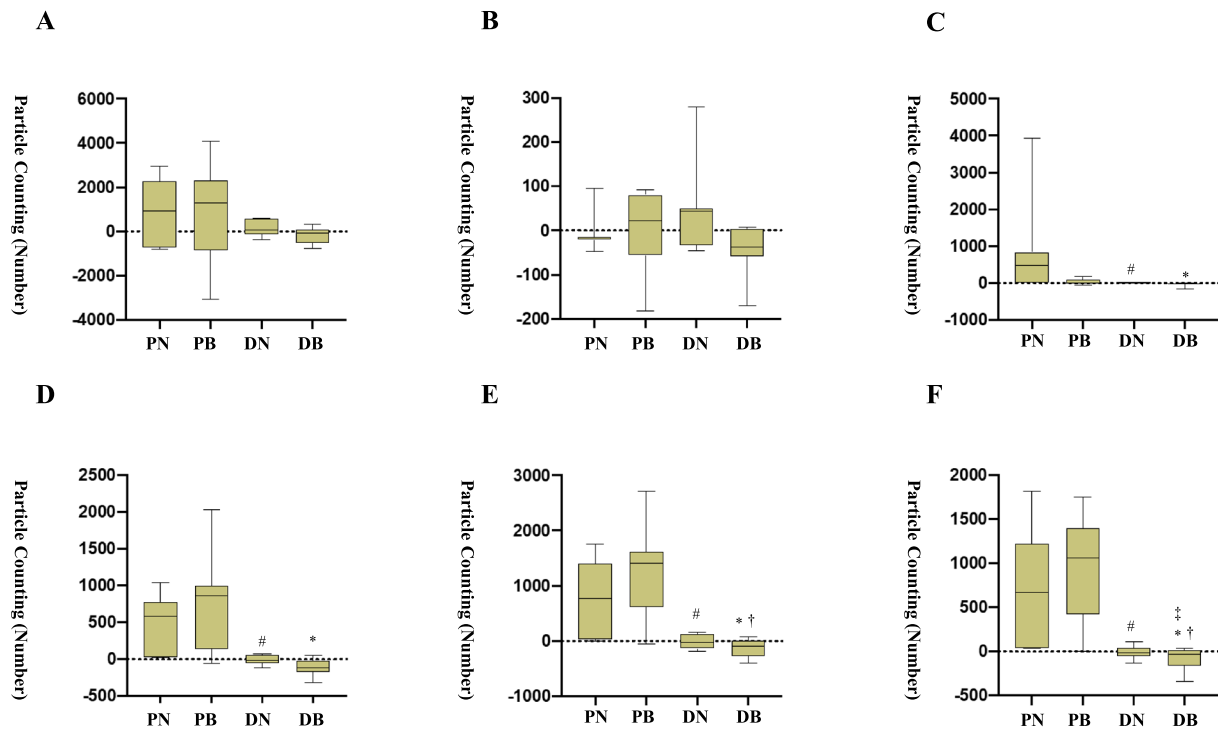 A
Particle Counting (Number)
6000
4000
2000
0
-2000
-4000
PN PB DN DB
B
Particle Counting (Number)
300
200
100
0
-100
-200
PN PB DN DB
C
Particle Counting (Number)
5000
4000
3000
2000
1000
0
-1000
# *
PN PB DN DB
D
Particle Counting (Number)
2500
2000
1500
1000
500
0
-500
# *
PN PB DN DB
E
Particle Counting (Number)
3000
2000
1000
0
-1000
# * †
PN PB DN DB
F
Particle Counting (Number)
2000
1500
1000
500
0
-500
‡
# * †
PN PB DN DB